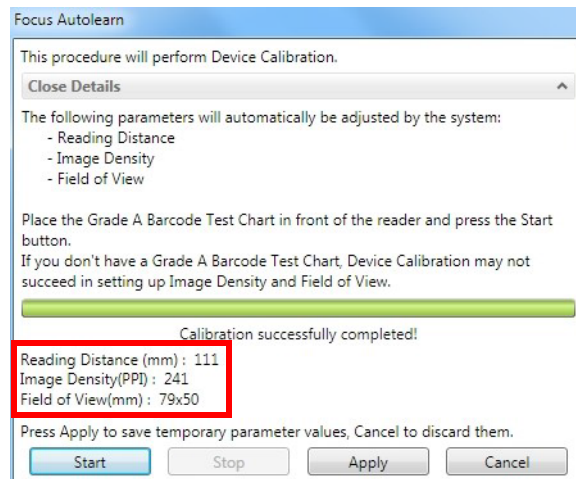 Focus Autolearn
This procedure will perform Device Calibration.
Close Details
The following parameters will automatically be adjusted by the system:
- Reading Distance
- Image Density
- Field of View
Place the Grade A Barcode Test Chart in front of the reader and press the Start
button.
If you don't have a Grade A Barcode Test Chart, Device Calibration may not
succeed in setting up Image Density and Field of View.
Calibration successfully completed!
Reading Distance (mm) : 111
Image Density(PPI) : 241
Field of View(mm) : 79x50
Press Apply to save temporary parameter values, Cancel to discard them.
Start Stop Apply Cancel